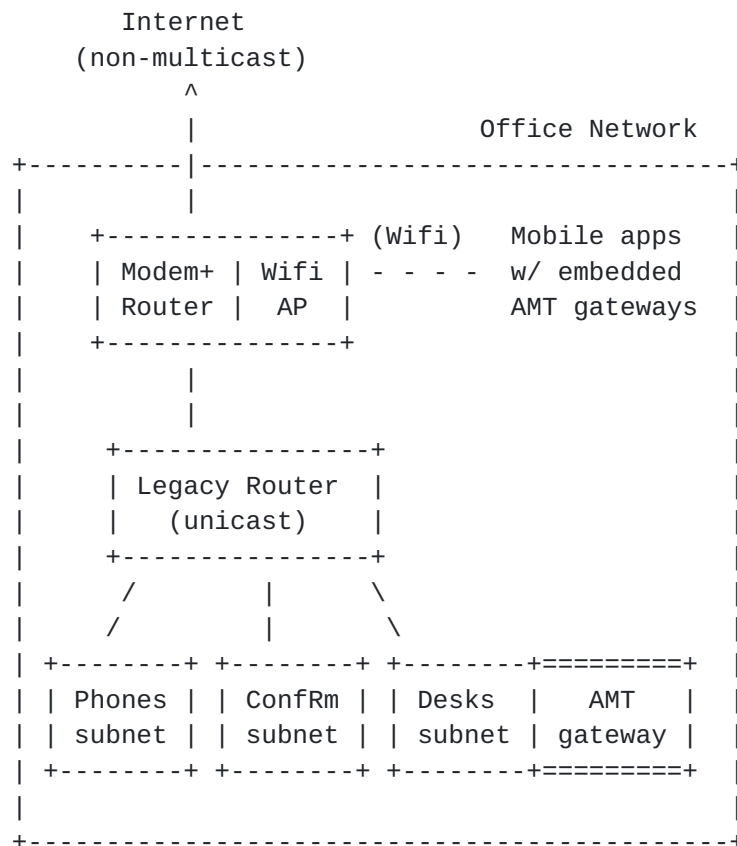 Internet
(non-multicast)
Office Network
(Wifi) Mobile apps
Modem+ Wifi w/ embedded
Router AP AMT gateways
Legacy Router
(unicast)
Phones ConfRm Desks AMT
subnet subnet subnet gateway